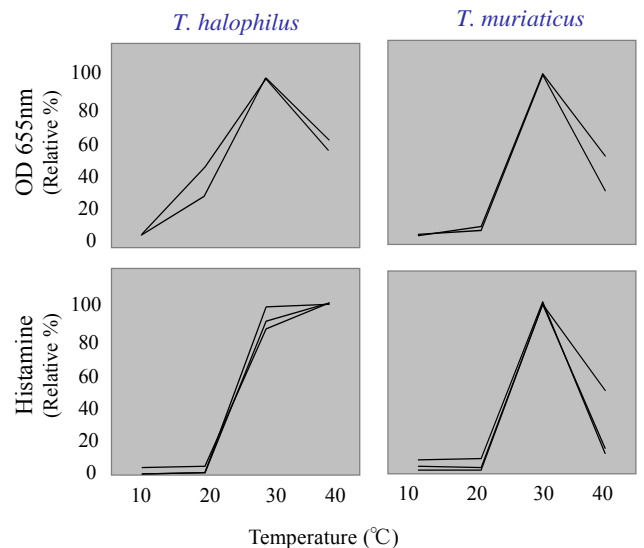 T. halophilus
T. muriaticus
OD 655nm
(Relative %)
100
80
60
40
20
0
Histamine
(Relative %)
100
80
60
40
20
0
10 20 30 40
10 20 30 40
Temperature (℃)